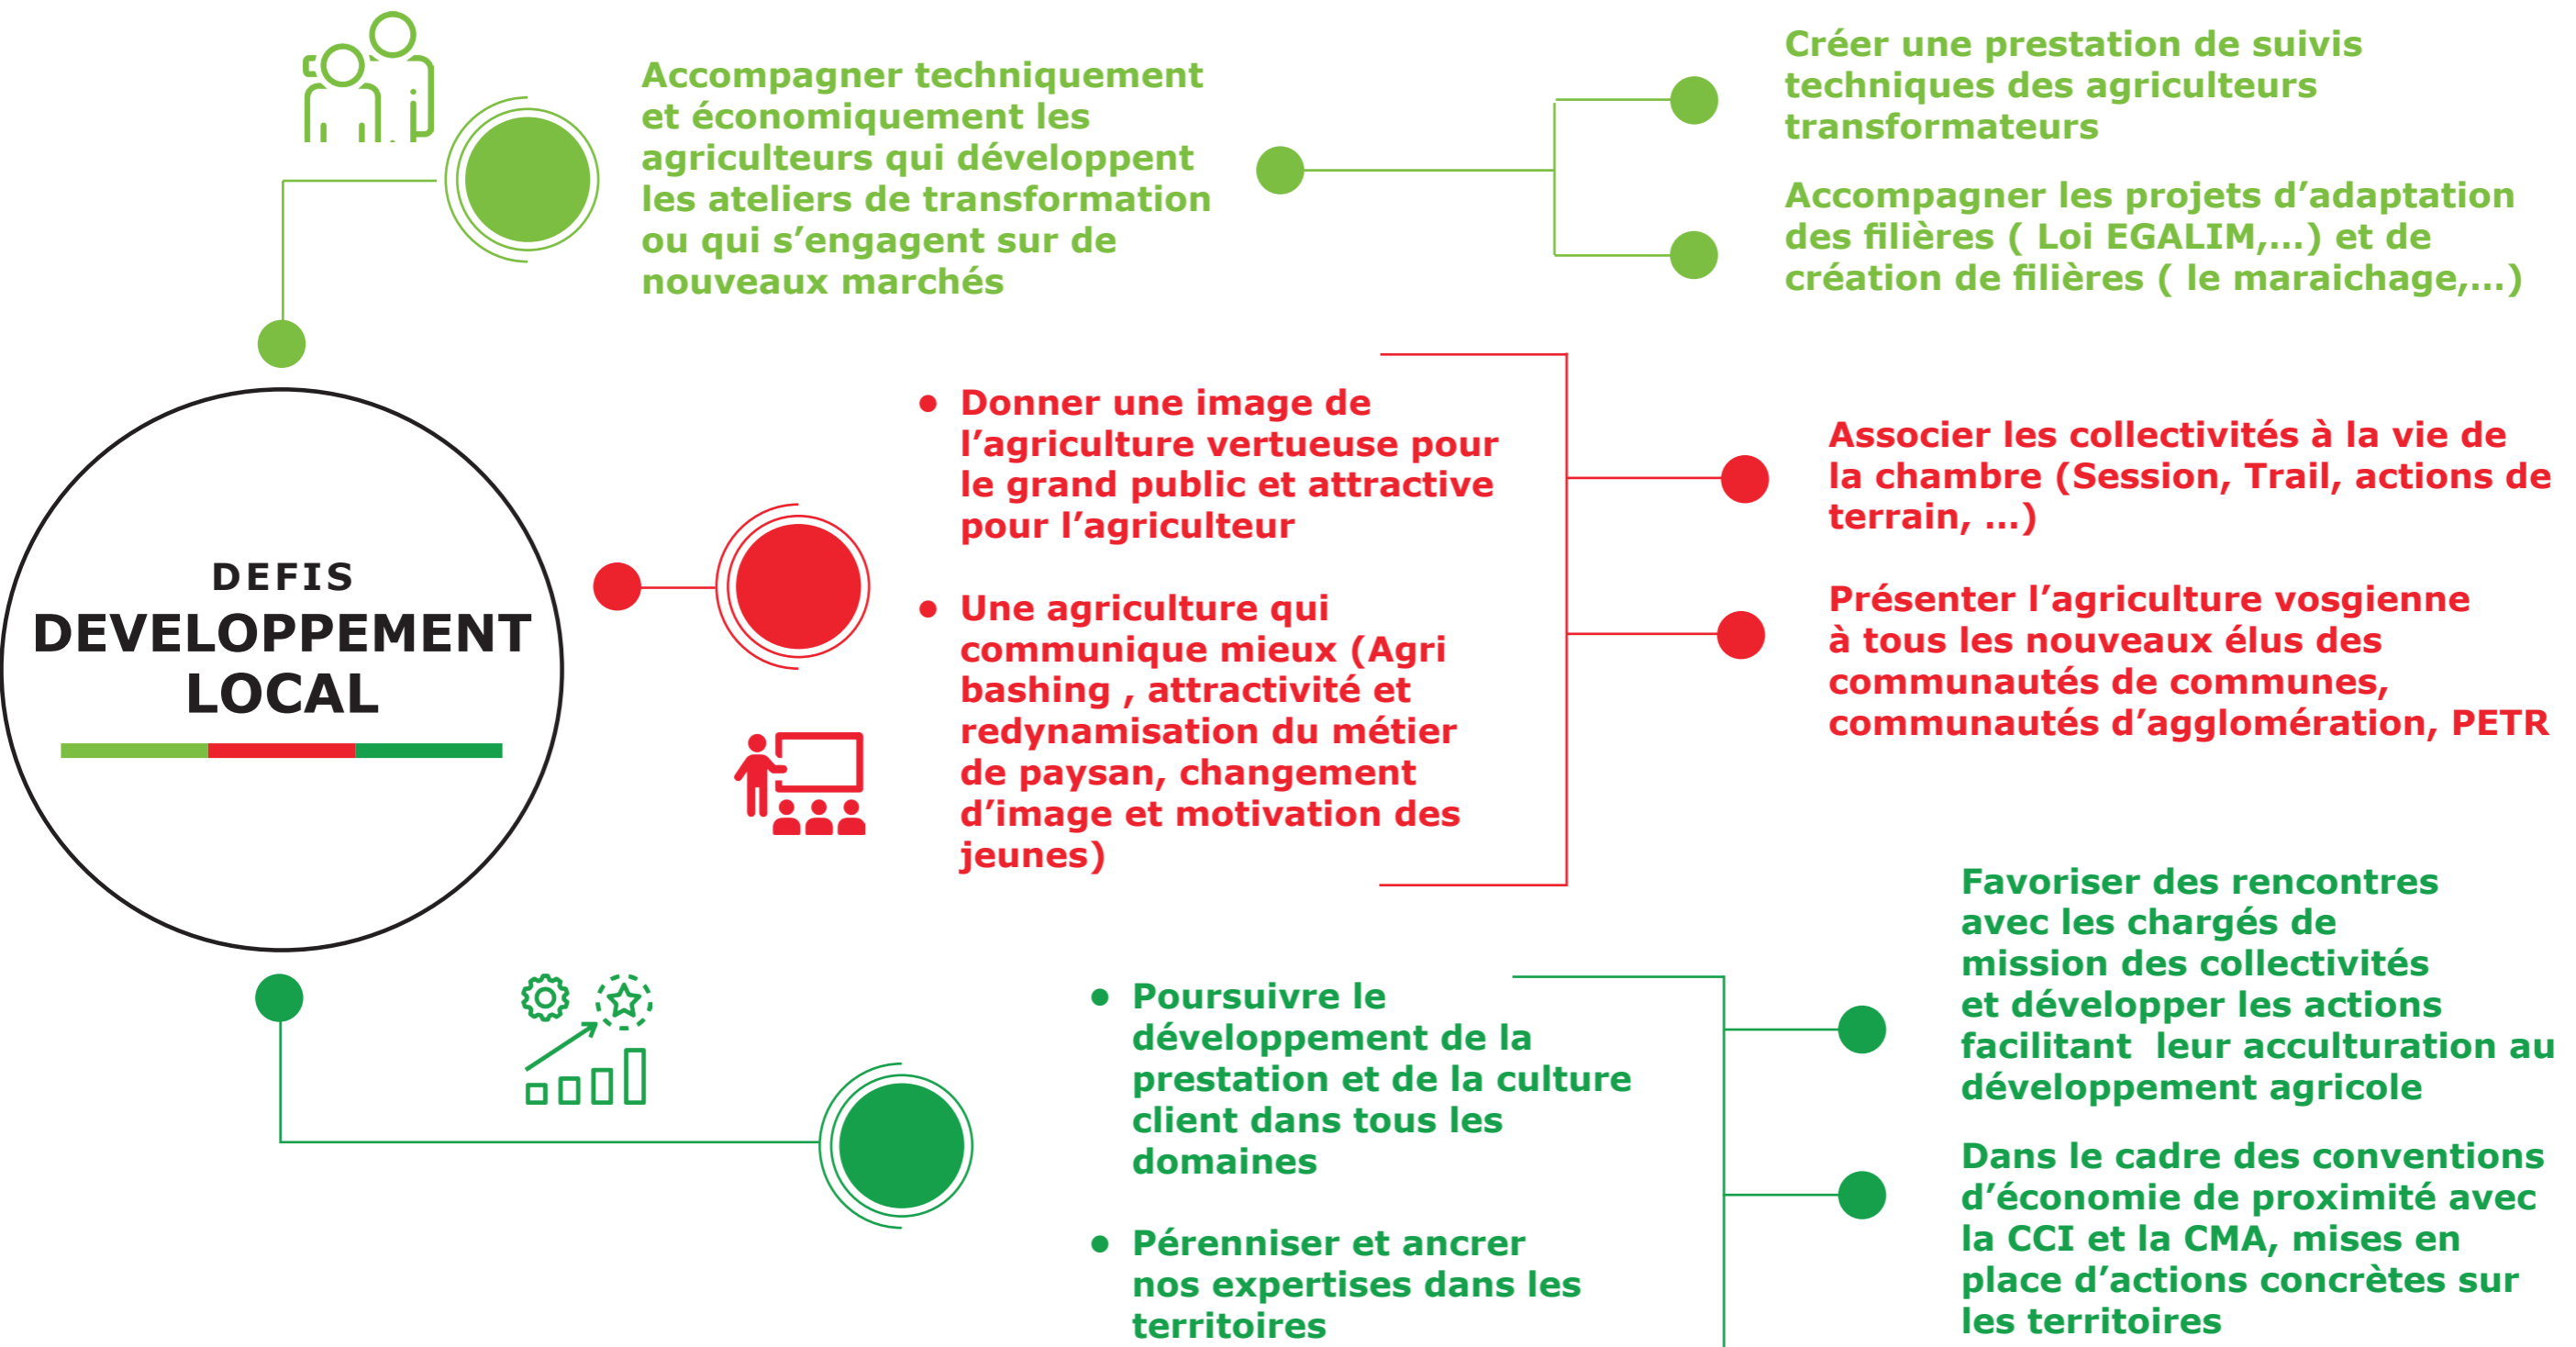 DEFIS
DEVELOPPEMENT
LOCAL
Accompagner techniquement
et économiquement les
agriculteurs qui développent
les ateliers de transformation
ou qui s’engagent sur de
nouveaux marchés
Créer une prestation de suivis
techniques des agriculteurs
transformateurs
Accompagner les projets d’adaptation
des filières ( Loi EGALIM,...) et de
création de filières ( le maraichage,...)
• Donner une image de
l’agriculture vertueuse pour
le grand public et attractive
pour l’agriculteur
• Une agriculture qui
communique mieux (Agri
bashing , attractivité et
redynamisation du métier
de paysan, changement
d’image et motivation des
jeunes)
Associer les collectivités à la vie de
la chambre (Session, Trail, actions de
terrain, ...)
Présenter l’agriculture vosgienne
à tous les nouveaux élus des
communautés de communes,
communautés d’agglomération, PETR
• Poursuivre le
développement de la
prestation et de la culture
client dans tous les
domaines
• Pérenniser et ancrer
nos expertises dans les
territoires
Favoriser des rencontres
avec les chargés de
mission des collectivités
et développer les actions
facilitant  leur acculturation au
développement agricole
Dans le cadre des conventions
d’économie de proximité avec
la CCI et la CMA, mises en
place d’actions concrètes sur
les territoires